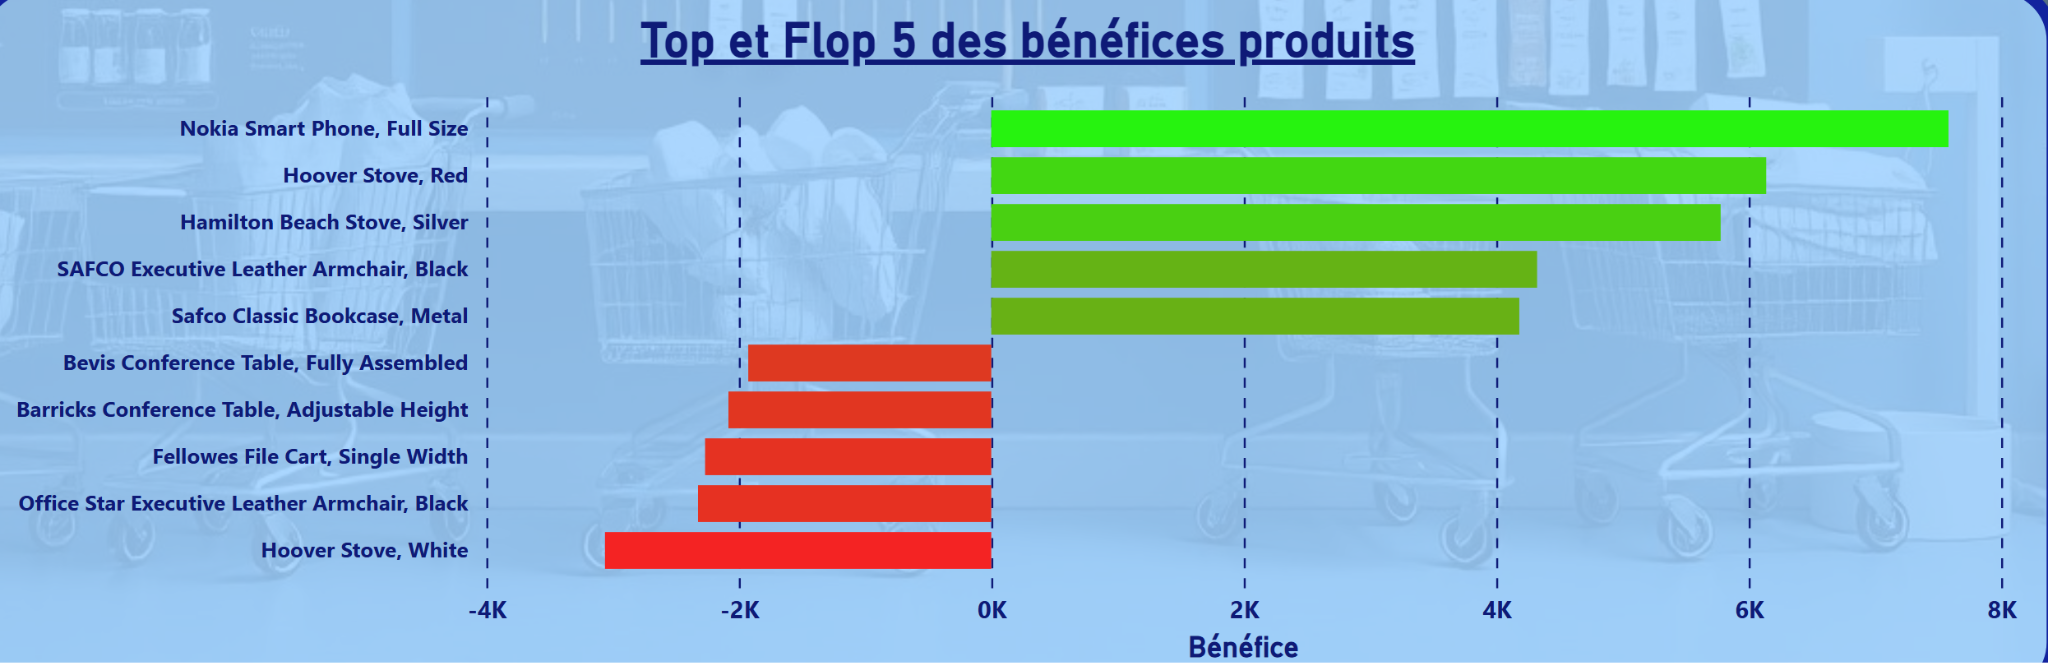 Top et Flop 5 des bénéfices produits
Nokia Smart Phone, Full Size
Hoover Stove, Red
Hamilton Beach Stove, Silver
SAFCO Executive Leather Armchair, Black
Safco Classic Bookcase, Metal
Bevis Conference Table, Fully Assembled
Barricks Conference Table, Adjustable Height
Fellowes File Cart, Single Width
Office Star Executive Leather Armchair, Black
Hoover Stove, White
-4K -2K 0K 2K 4K 6K 8K
Bénéfice